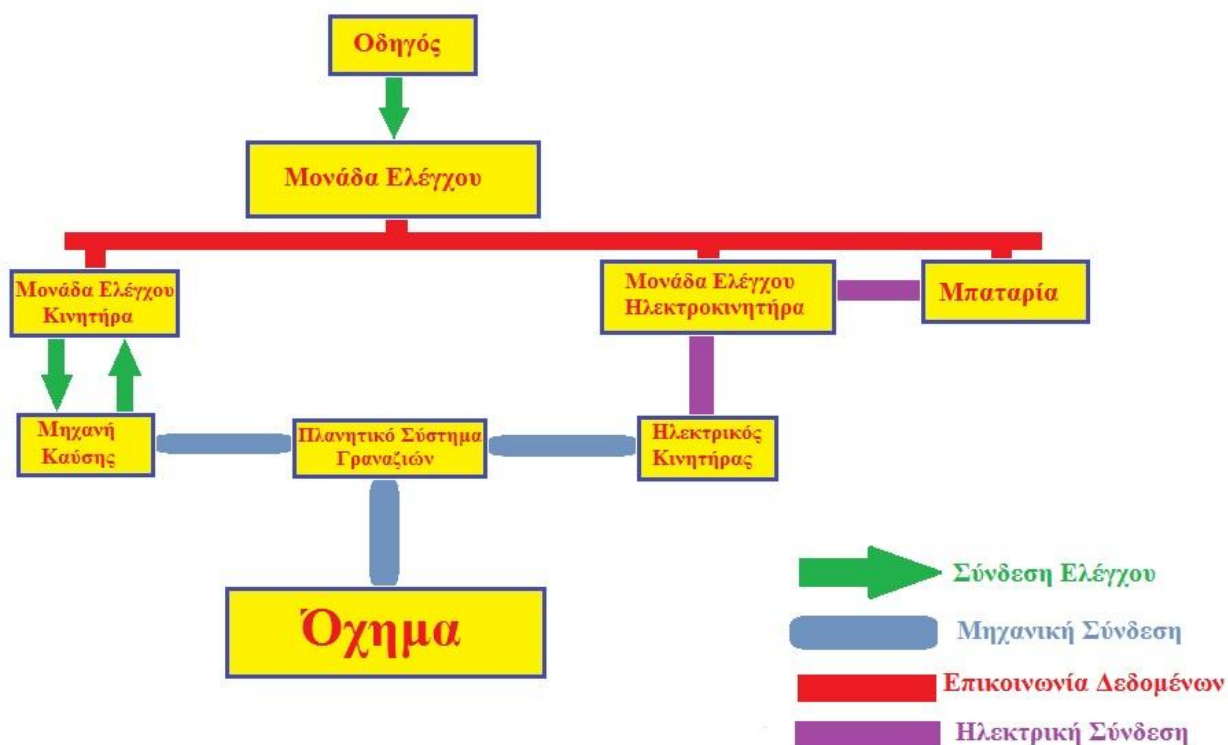 Οδηγός
Μονάδα Ελέγχου
Μονάδα Ελέγχου
Κινητήρα
Μονάδα Ελέγχου
Ηλεκτροκινητήρα
Μπαταρία
Μηχανή
Καύσης
Πλανητικό Σύστημα
Γραναζιών
Ηλεκτρικός
Κινητήρας
Όχημα
Σύνδεση Ελέγχου
Μηχανική Σύνδεση
Επικοινωνία Δεδομένων
Ηλεκτρική Σύνδεση